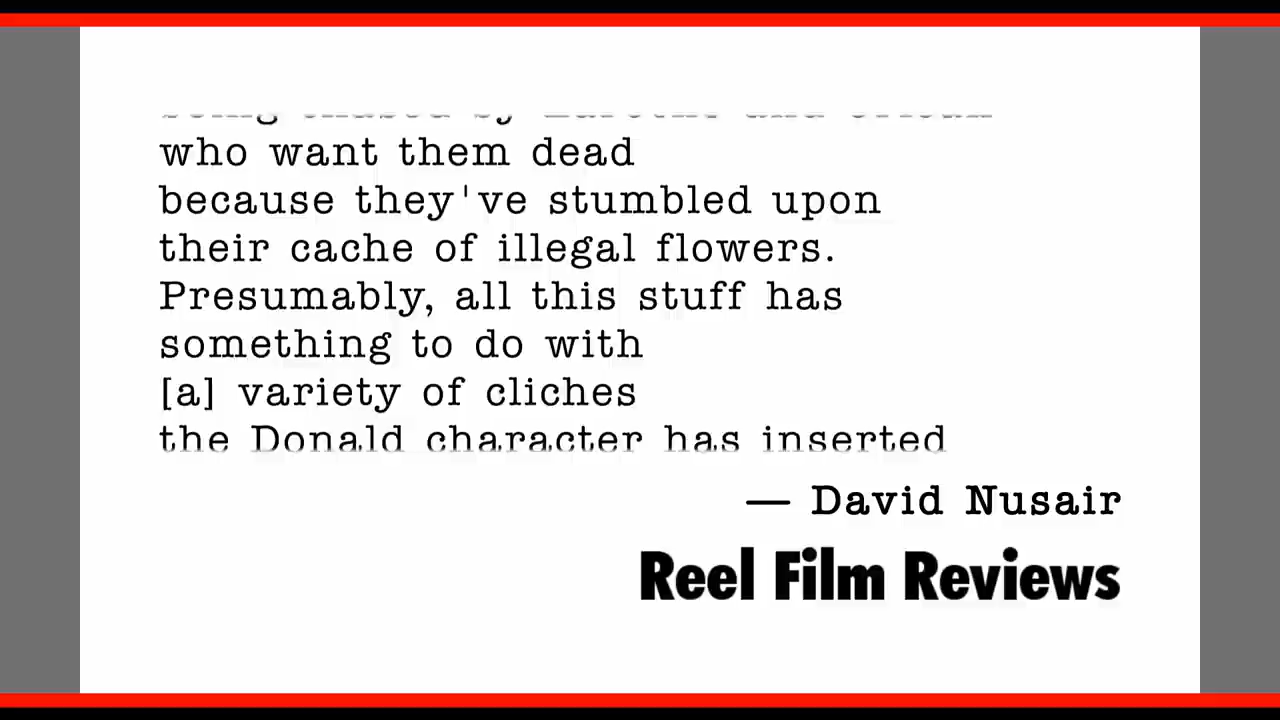 who want them dead
because they've stumbled upon
their cache of illegal flowers.
Presumably, all this stuff has
something to do with
[a] variety of cliches
the Donald character has inserted
— David Nusair
Reel Film Reviews